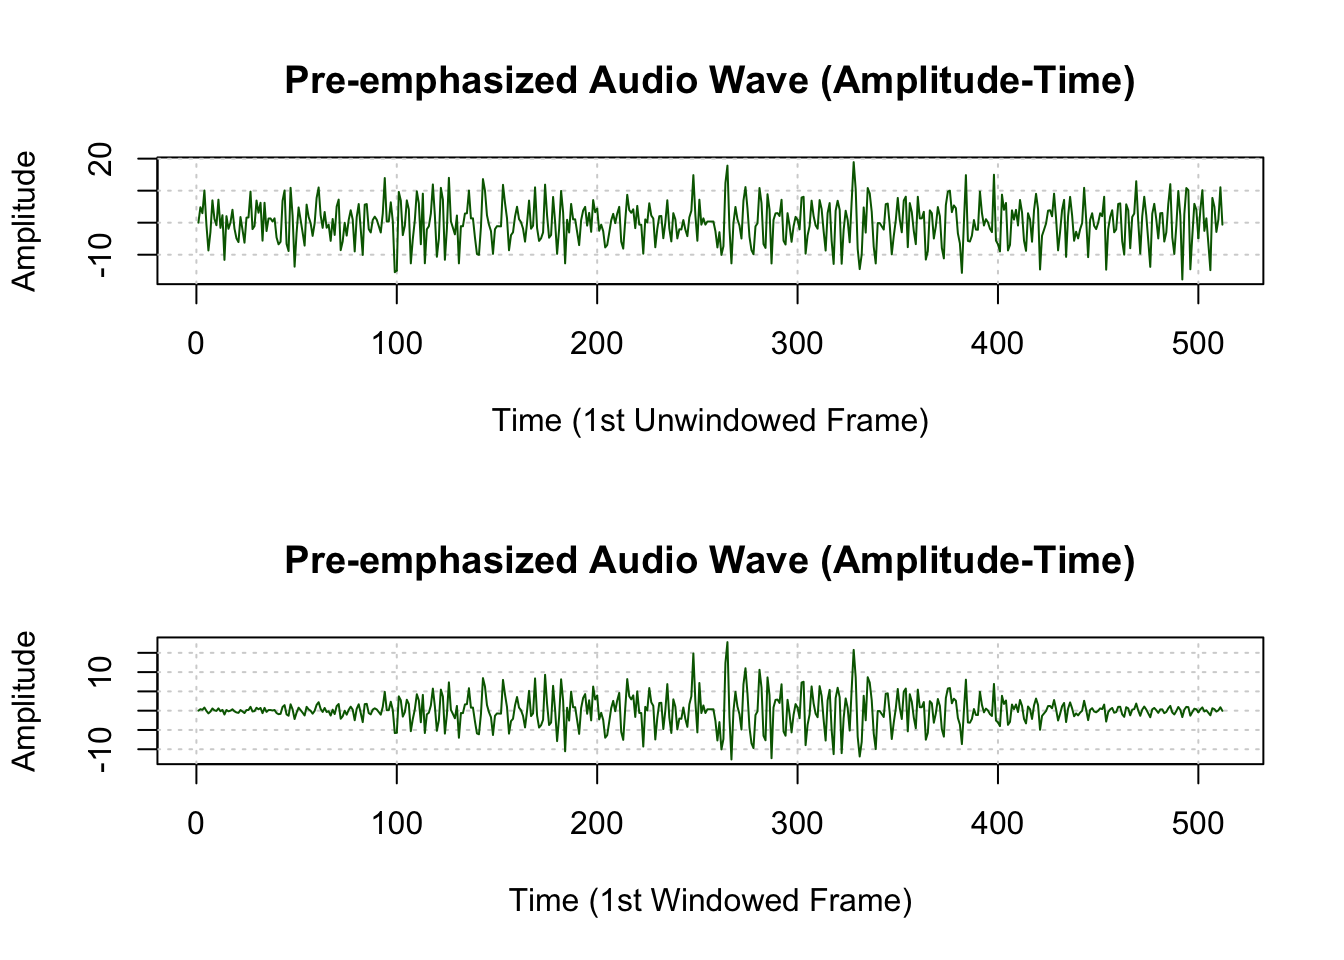 Pre-emphasized Audio Wave (Amplitude-Time)
Amplitude
20
-10
0 100 200 300 400 500
Time (1st Unwindowed Frame)
Pre-emphasized Audio Wave (Amplitude-Time)
Amplitude
10
-10
0 100 200 300 400 500
Time (1st Windowed Frame)